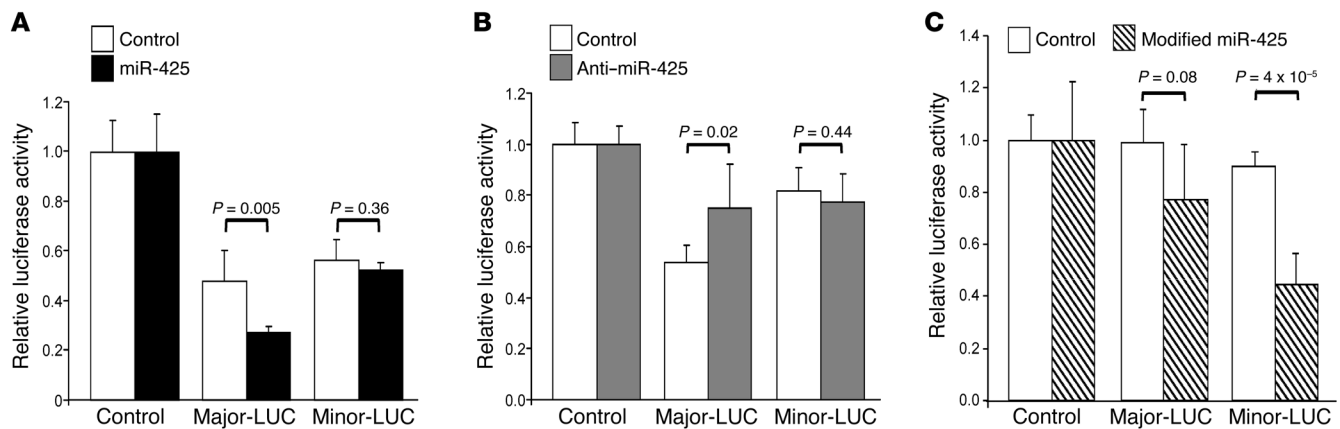 A
Control
miR-425
Relative luciferase activity
1.2
1.0
0.8
0.6
0.4
0.2
0
P = 0.005
P = 0.36
Control Major-LUC Minor-LUC
B
Control
Anti–miR-425
Relative luciferase activity
1.2
1.0
0.8
0.6
0.4
0.2
0.0
P = 0.02
P = 0.44
Control Major-LUC Minor-LUC
C
Control Modified miR-425
Relative luciferase activity
1.4
1.2
1.0
0.8
0.6
0.4
0.2
0.0
P = 0.08
P = 4 x 10⁻⁵
Control Major-LUC Minor-LUC